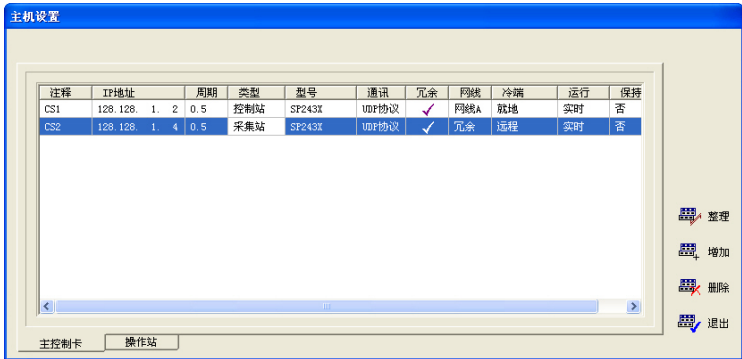 主机设置
注释 IP地址 周期 类型 型号 通讯 冗余 网线 冷端 运行 保持
CS1 128.128. 1. 2 0.5 控制站 SP243X UDP协议 网线A 就地 实时 否
CS2 128.128. 1. 4 0.5 采集站 SP243X UDP协议 冗余 远程 实时 否
整理
增加
删除
退出
主控制卡 操作站